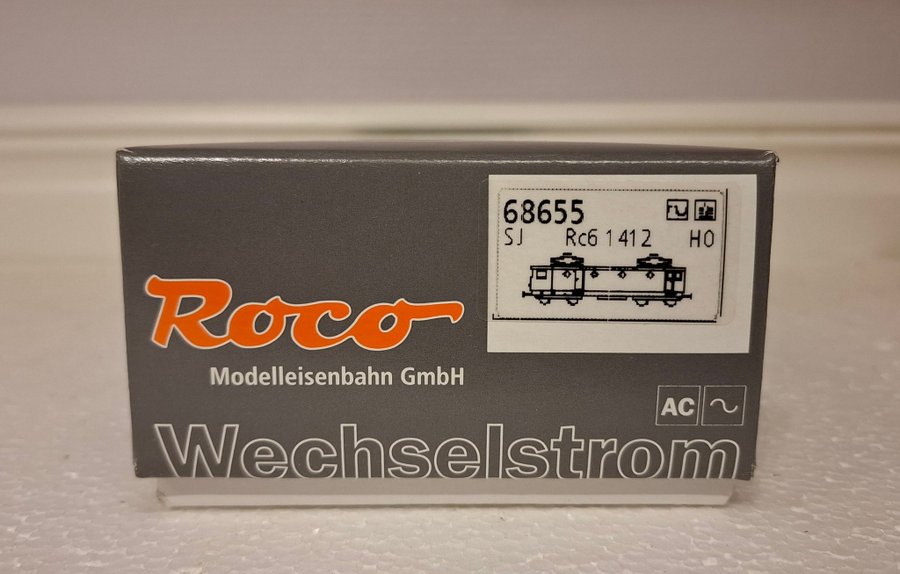 68655
SJ Rc6 1412 H0
Roco
Modelleisenbahn GmbH
AC
Wechselstrom